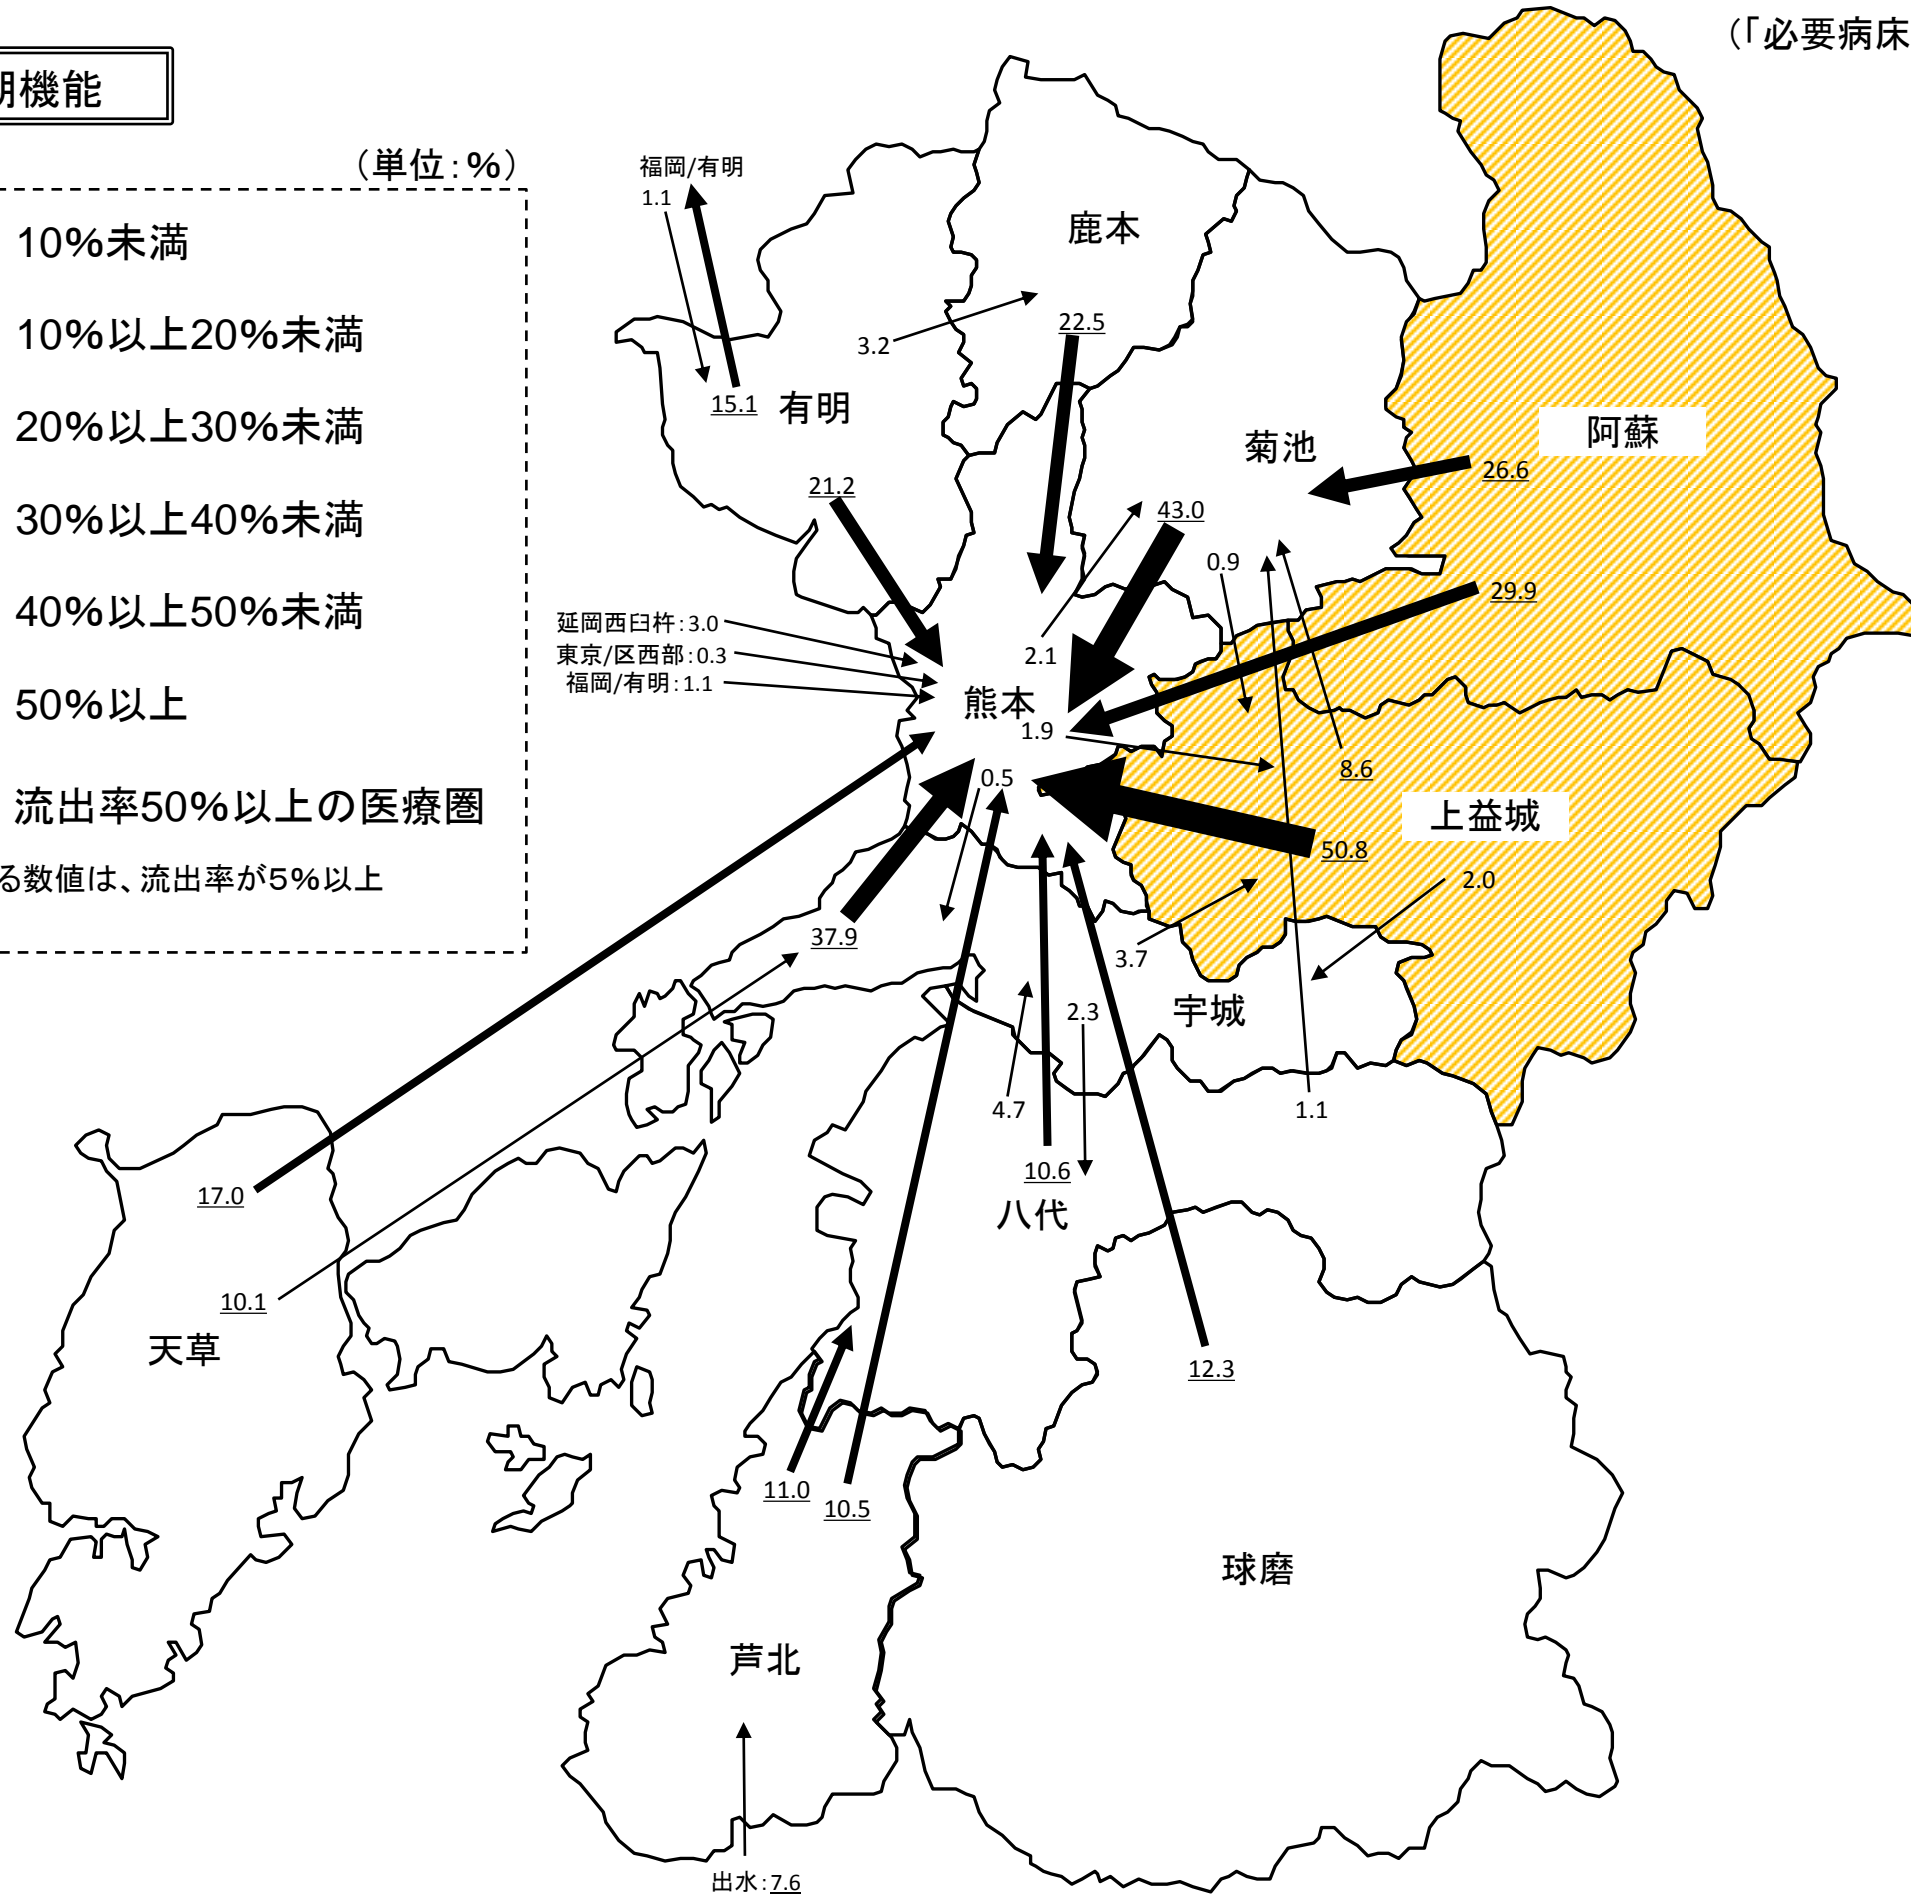 （「必要病床
期機能
（単位：％）
10%未満
10%以上20%未満
20%以上30%未満
30%以上40%未満
40%以上50%未満
50%以上
流出率50%以上の医療圏
る数値は、流出率が5％以上
福岡/有明
1.1
鹿本
3.2
22.5
15.1
有明
阿蘇
菊池
26.6
21.2
43.0
0.9
29.9
延岡西臼杵：3.0
東京/区西部：0.3
福岡/有明：1.1
2.1
熊本
1.9
0.5
8.6
上益城
50.8
2.0
37.9
3.7
宇城
2.3
4.7
1.1
10.6
八代
17.0
10.1
天草
12.3
11.0
10.5
球磨
芦北
出水：7.6